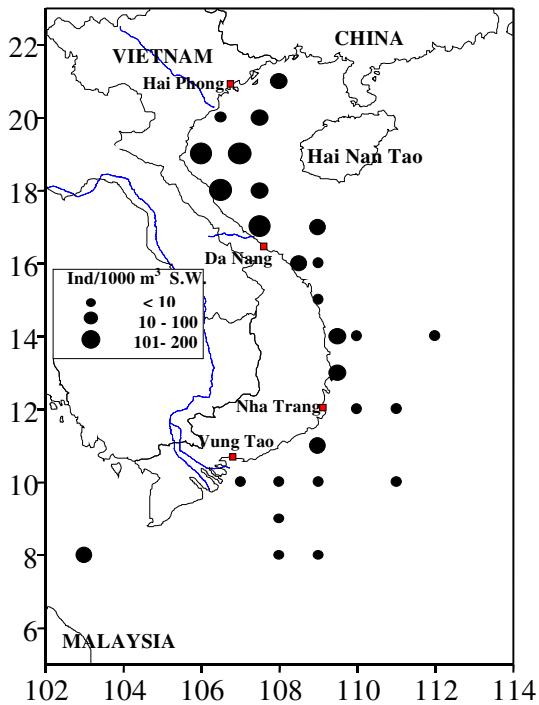 22
CHINA
VIETNAM
Hai Phong
20
Hai Nan Tao
18
Da Nang
16
Ind/1000 m³ S.W.
< 10
10 - 100
101- 200
14
12
Nha Trang
Vung Tao
10
8
6
MALAYSIA
102 104 106 108 110 112 114